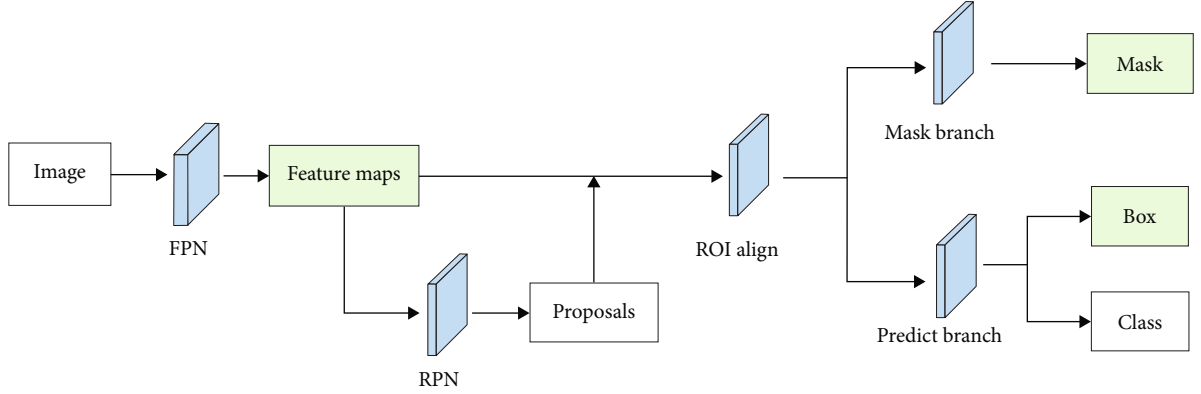 Image
FPN
Feature maps
RPN
Proposals
ROI align
Mask branch
Mask
Predict branch
Box
Class